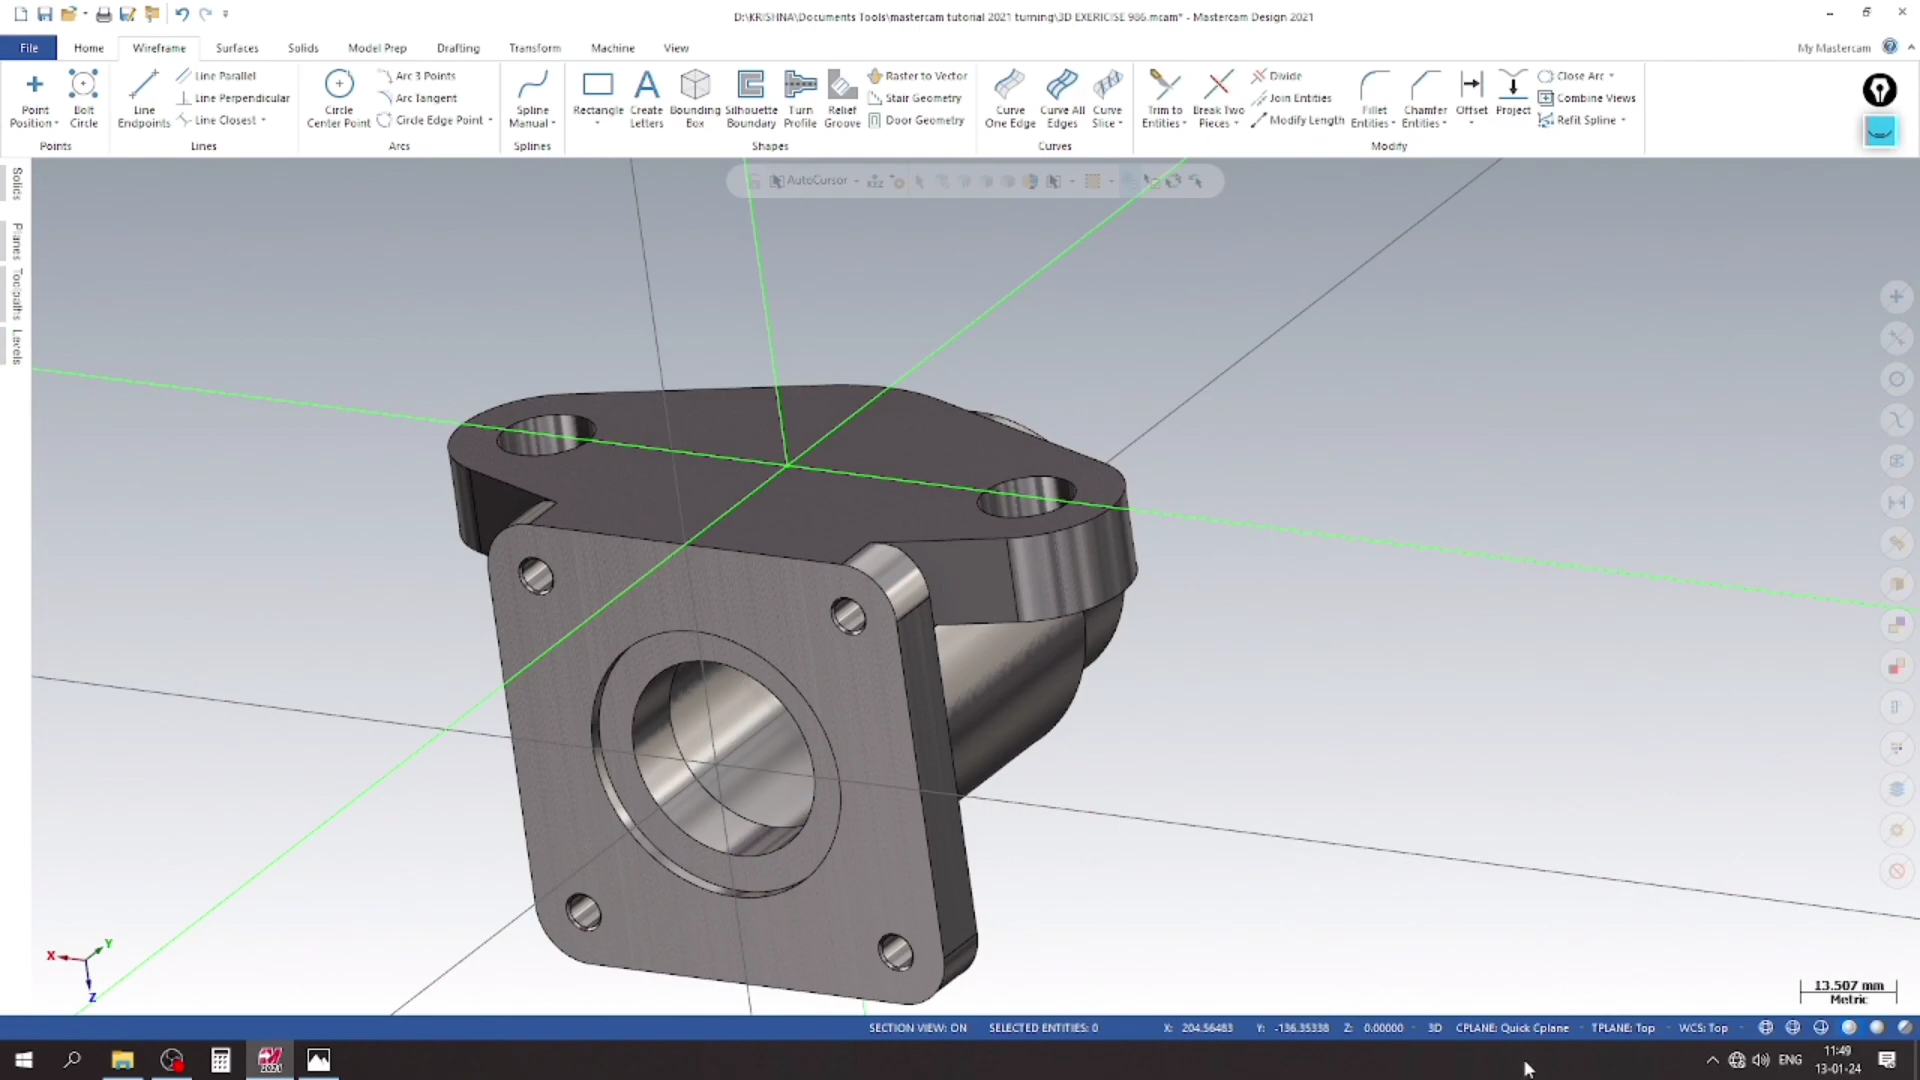 D:\KRISHNA\Documents Tools\mastercam tutorial 2021 turning\3D EXERICISE 986.mcam* - Mastercam Design 2021
File Home Wireframe Surfaces Solids Model Prep Drafting Transform Machine View My Mastercam
Point Position
Bolt Circle
Points
Line Endpoints
Line Parallel
Line Perpendicular
Line Closest
Lines
Circle Center Point
Arc 3 Points
Arc Tangent
Circle Edge Point
Arcs
Spline Manual
Splines
Rectangle
Create Letters
Bounding Box
Silhouette Boundary
Turn Profile
Relief Groove
Raster to Vector
Stair Geometry
Door Geometry
Shapes
Curve One Edge
Curve All Edges
Curve Slice
Curves
Trim to Entities
Break Two Pieces
Divide
Join Entities
Modify Length
Fillet Entities
Chamfer Entities
Offset
Project
Close Arc
Combine Views
Refit Spline
Modify
AutoCursor
Solids
Planes
Toolpaths
Levels
X
Y
Z
13.507 mm
Metric
SECTION VIEW: ON SELECTED ENTITIES: 0 X: 204.56483 Y: -136.35338 Z: 0.00000 3D CPLANE: Quick Cplane TPLANE: Top WCS: Top
ENG
11:49
13-01-24